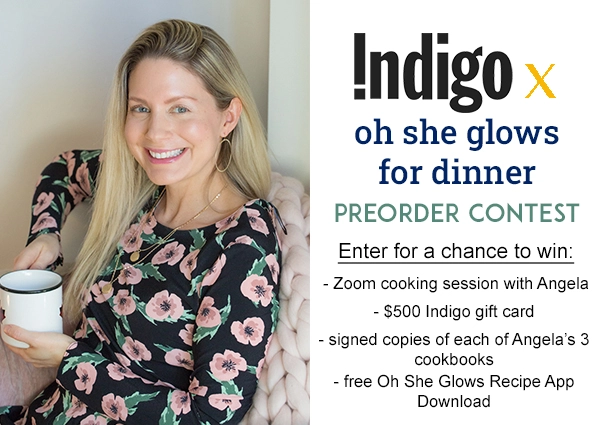 !ndigo x
oh she glows
for dinner
PREORDER CONTEST
Enter for a chance to win:
- Zoom cooking session with Angela
- $500 Indigo gift card
- signed copies of each of Angela's 3
cookbooks
- free Oh She Glows Recipe App
Download